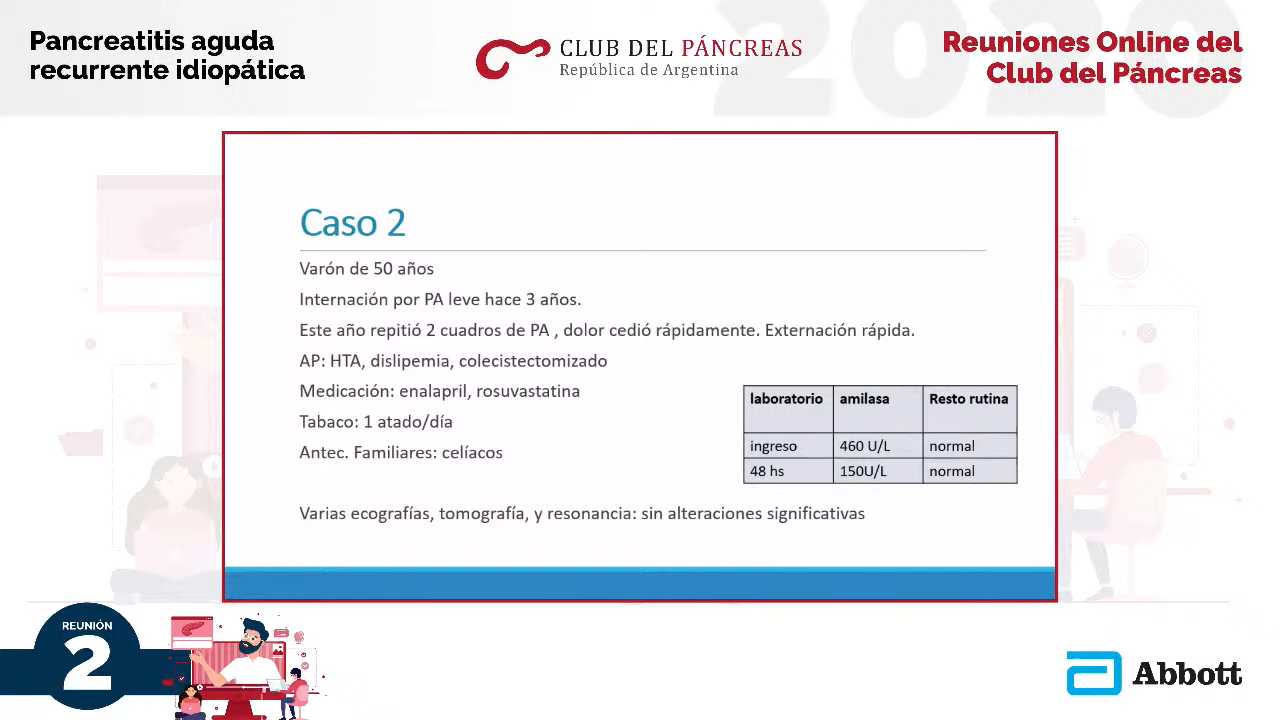 Pancreatitis aguda
recurrente idiopática
CLUB DEL PÁNCREAS
República de Argentina
2020
Reuniones Online del
Club del Páncreas
Caso 2
Varón de 50 años
Internación por PA leve hace 3 años.
Este año repitió 2 cuadros de PA , dolor cedió rápidamente. Externación rápida.
AP: HTA, dislipemia, colecistectomizado
Medicación: enalapril, rosuvastatina
Tabaco: 1 atado/día
Antec. Familiares: celíacos
laboratorio amilasa Resto rutina
ingreso 460 U/L normal
48 hs 150U/L normal
Varias ecografías, tomografía, y resonancia: sin alteraciones significativas
REUNIÓN
2
Abbott